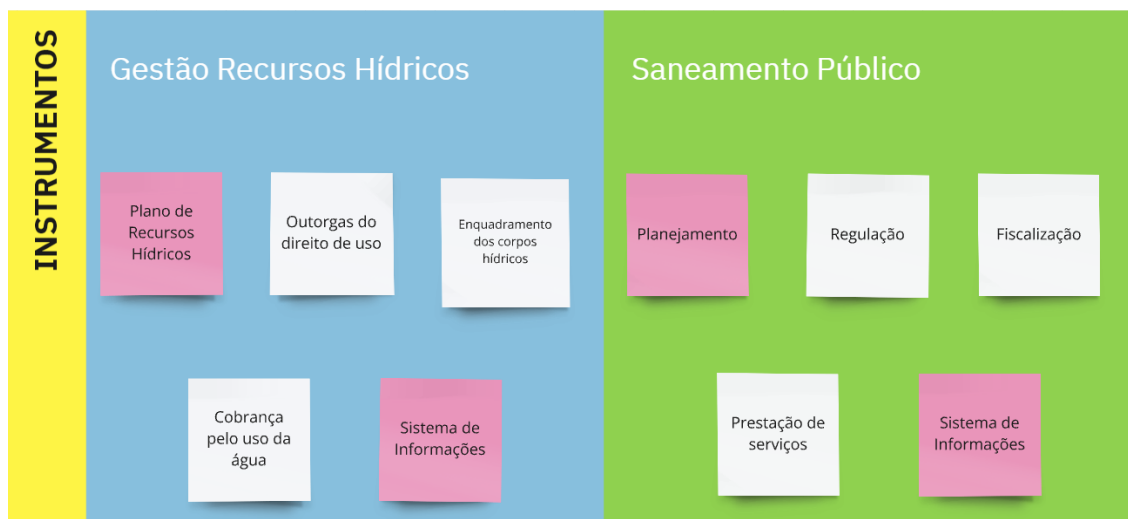 INSTRUMENTOS
Gestão Recursos Hídricos
Plano de
Recursos
Hídricos
Outorgas do
direito de uso
Enquadramento
dos corpos
hídricos
Cobrança
pelo uso da
água
Sistema de
Informações
Saneamento Público
Planejamento
Regulação
Fiscalização
Prestação de
serviços
Sistema de
Informações